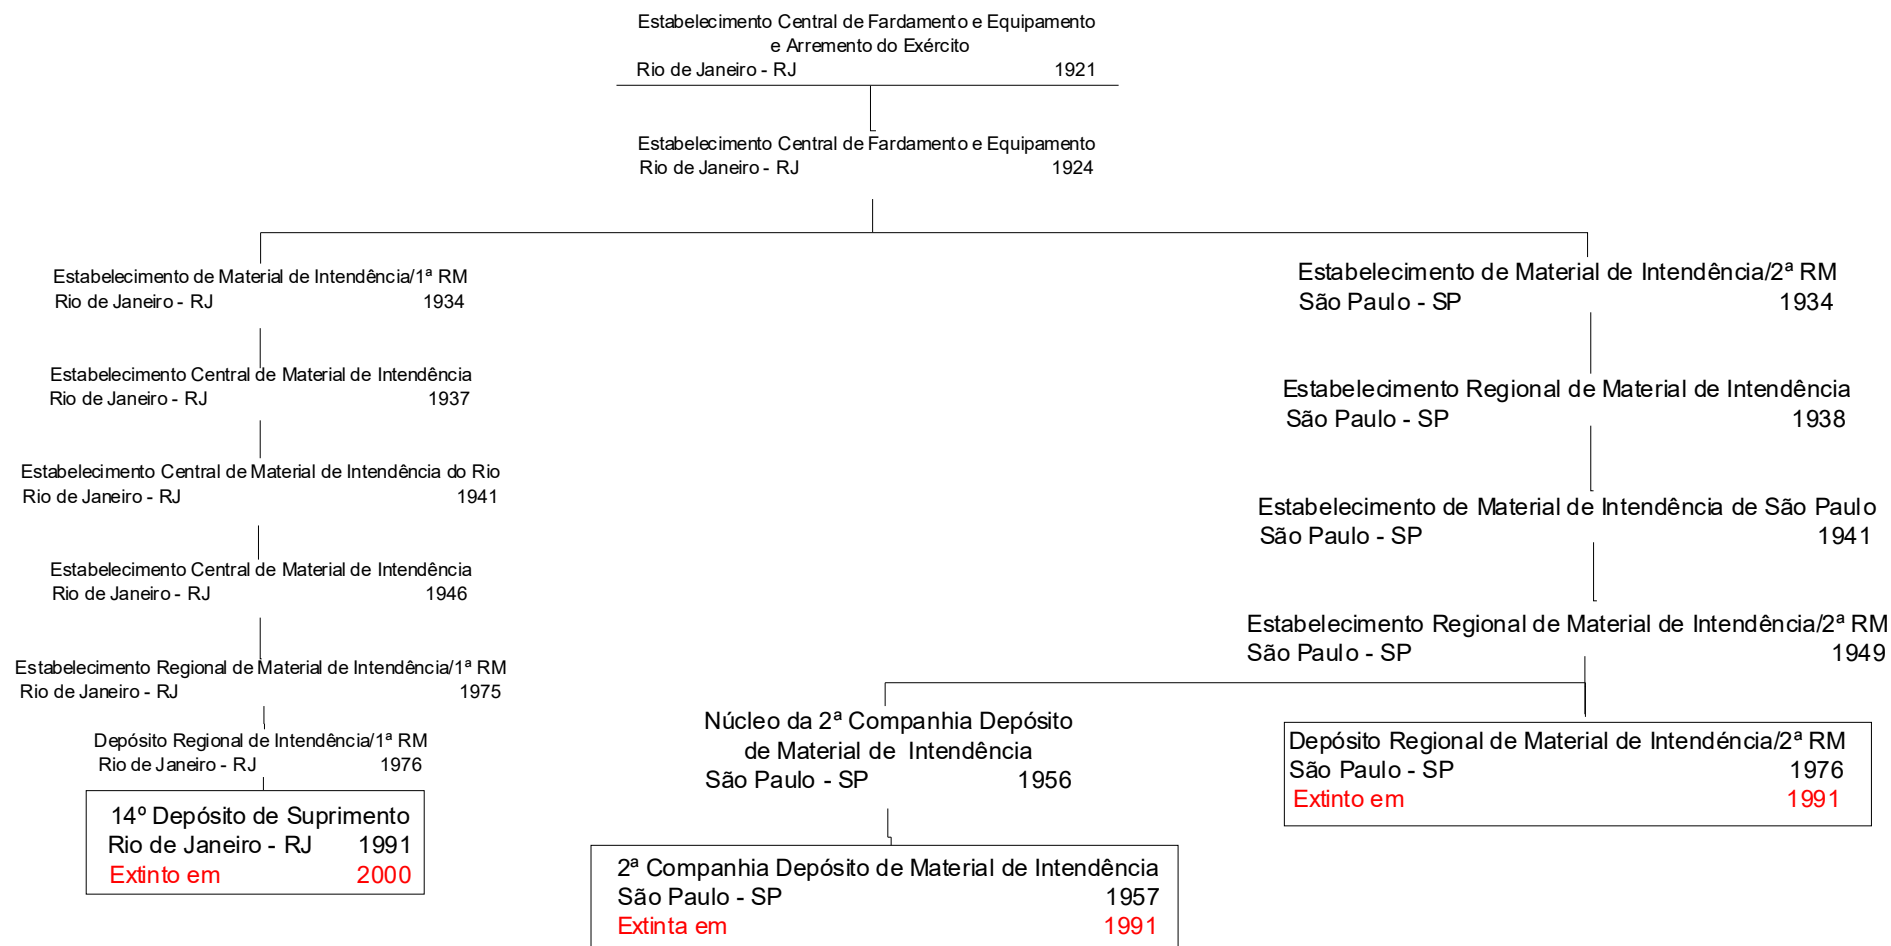 Estabelecimento Central de Fardamento e Equipamento
e Arremento do Exército
Rio de Janeiro - RJ 1921
Estabelecimento Central de Fardamento e Equipamento
Rio de Janeiro - RJ 1924
Estabelecimento de Material de Intendência/1ª RM
Rio de Janeiro - RJ 1934
Estabelecimento Central de Material de Intendência
Rio de Janeiro - RJ 1937
Estabelecimento Central de Material de Intendência do Rio
Rio de Janeiro - RJ 1941
Estabelecimento Central de Material de Intendência
Rio de Janeiro - RJ 1946
Estabelecimento Regional de Material de Intendência/1ª RM
Rio de Janeiro - RJ 1975
Depósito Regional de Intendência/1ª RM
Rio de Janeiro - RJ 1976
14º Depósito de Suprimento
Rio de Janeiro - RJ 1991
Extinto em 2000
Estabelecimento de Material de Intendência/2ª RM
São Paulo - SP 1934
Estabelecimento Regional de Material de Intendência
São Paulo - SP 1938
Estabelecimento de Material de Intendência de São Paulo
São Paulo - SP 1941
Estabelecimento Regional de Material de Intendência/2ª RM
São Paulo - SP 1949
Núcleo da 2ª Companhia Depósito
de Material de Intendência
São Paulo - SP 1956
2ª Companhia Depósito de Material de Intendência
São Paulo - SP 1957
Extinta em 1991
Depósito Regional de Material de Intendéncia/2ª RM
São Paulo - SP 1976
Extinto em 1991